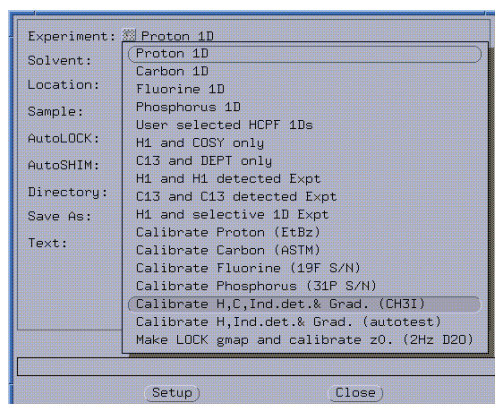 Experiment: Proton 1D
Solvent:
Location:
Sample:
AutoLOCK:
AutoSHIM:
Directory:
Save As:
Text:
Proton 1D
Carbon 1D
Fluorine 1D
Phosphorus 1D
User selected HCPF 1Ds
H1 and COSY only
C13 and DEPT only
H1 and H1 detected Expt
C13 and C13 detected Expt
H1 and selective 1D Expt
Calibrate Proton (EtBz)
Calibrate Carbon (ASTM)
Calibrate Fluorine (19F S/N)
Calibrate Phosphorus (31P S/N)
Calibrate H,C,Ind.det.& Grad. (CH3I)
Calibrate H,Ind.det.& Grad. (autotest)
Make LOCK gmap and calibrate z0. (2Hz D2O)
Setup Close